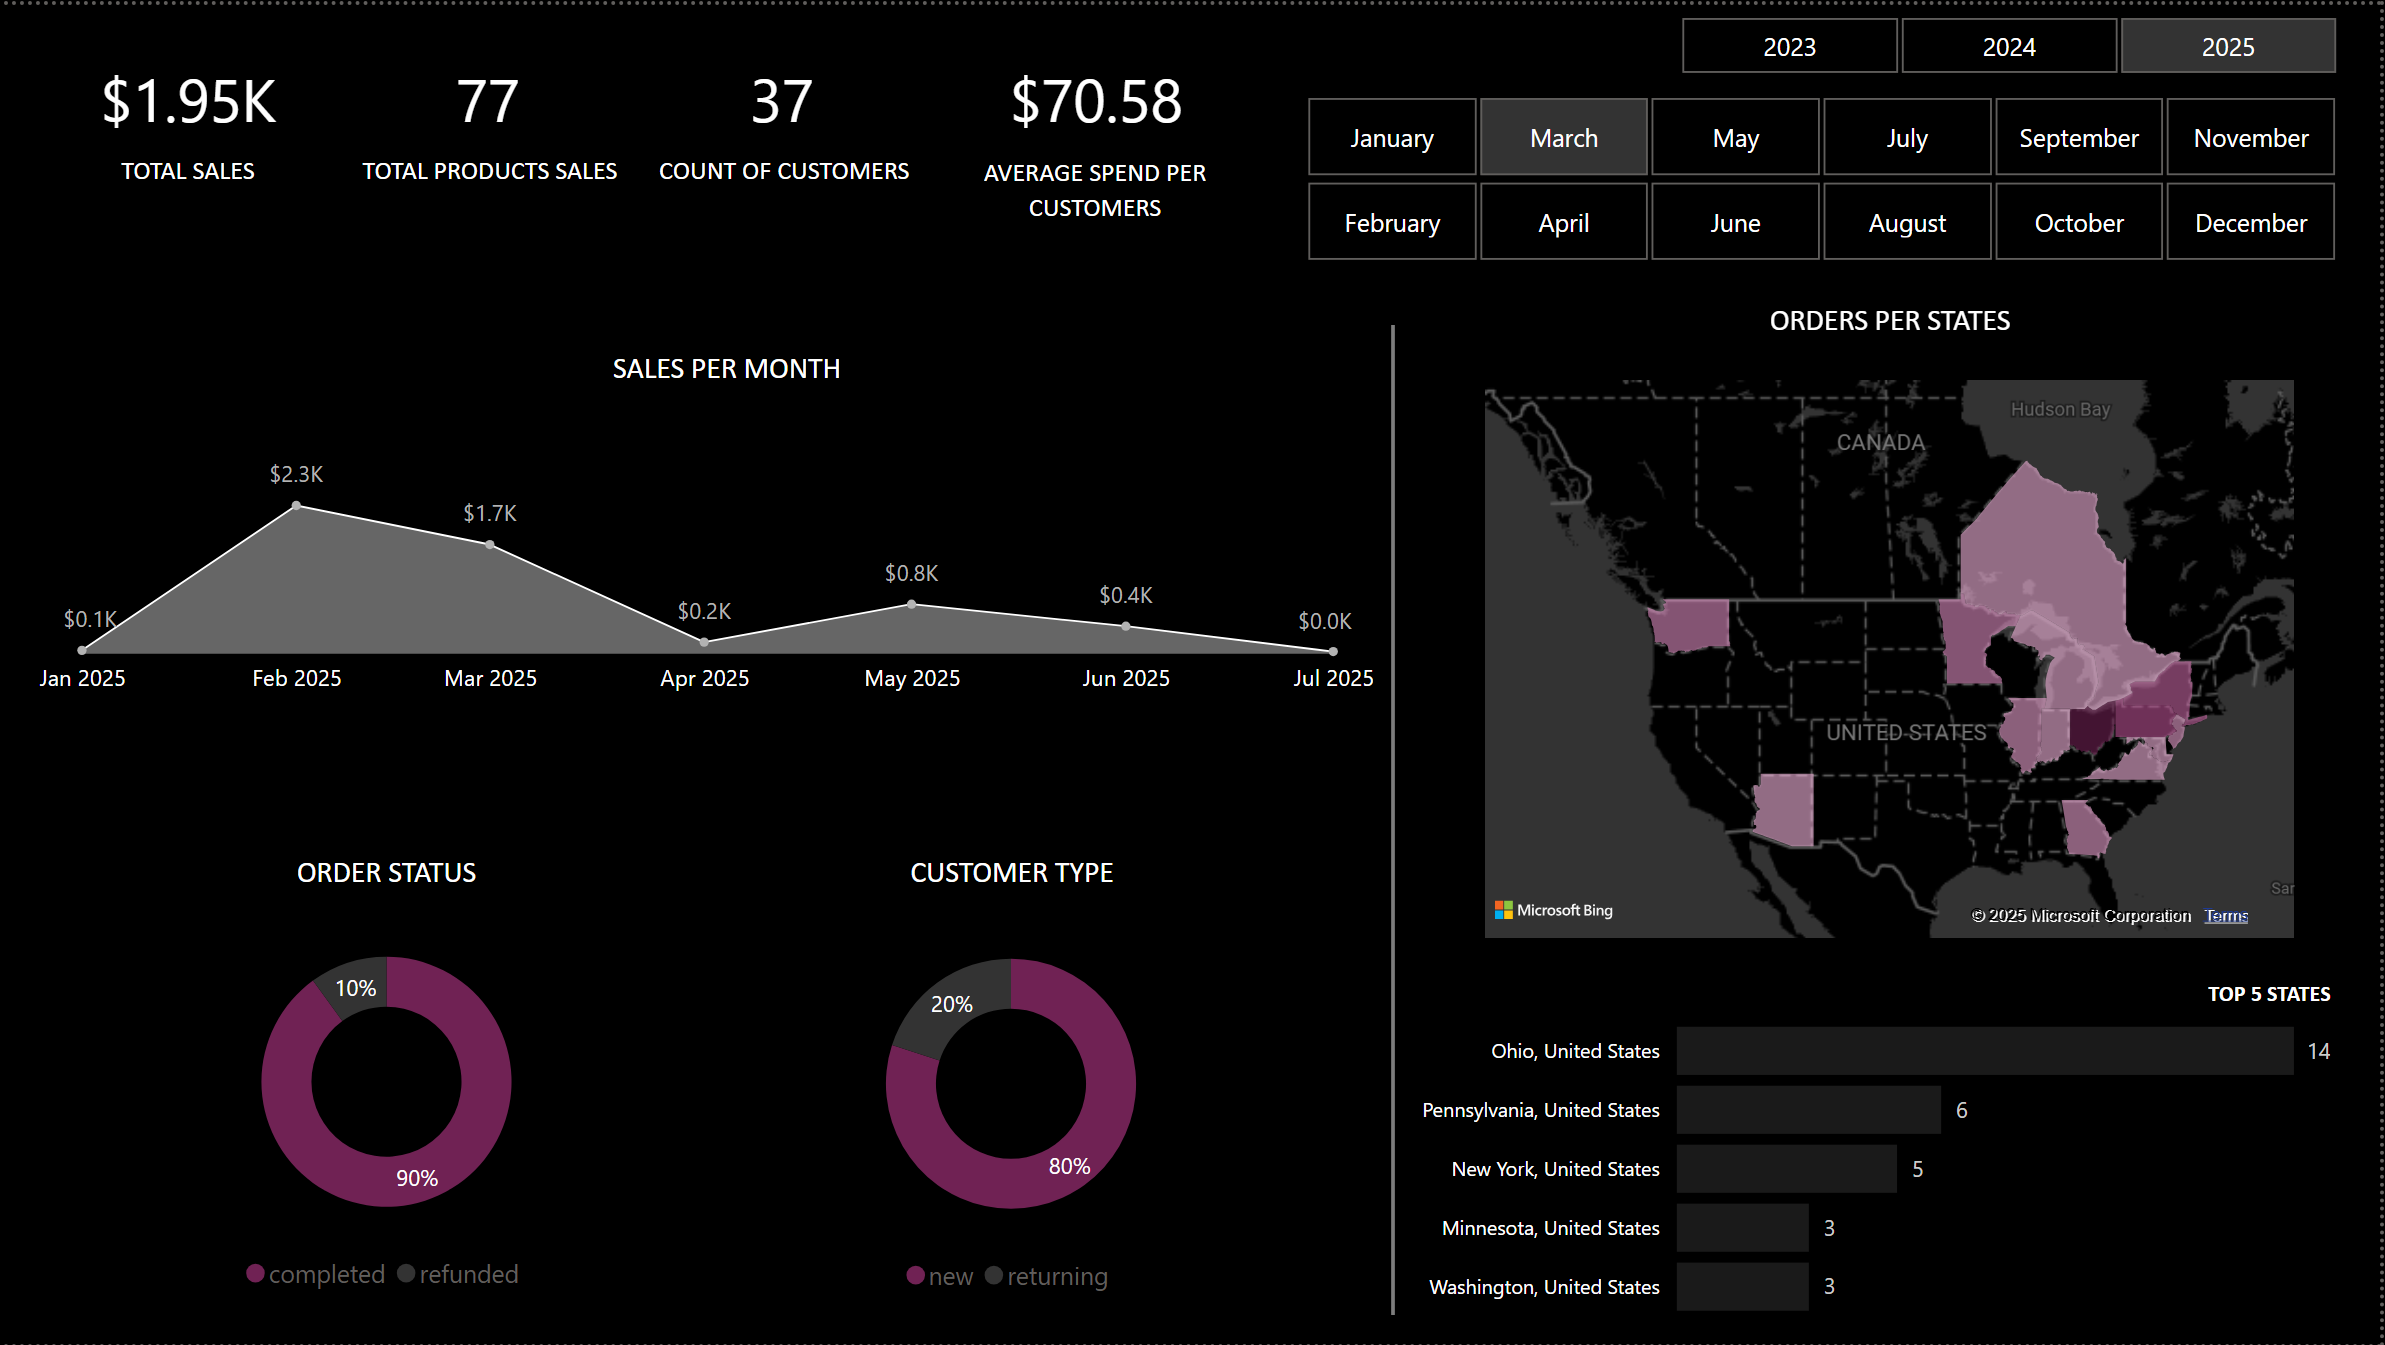 2023
2024
2025
$1.95K
77
37
$70.58
TOTAL SALES
TOTAL PRODUCTS SALES
COUNT OF CUSTOMERS
AVERAGE SPEND PER
CUSTOMERS
January
March
May
July
September
November
February
April
June
August
October
December
SALES PER MONTH
$0.1K
$2.3K
$1.7K
$0.2K
$0.8K
$0.4K
$0.0K
Jan 2025
Feb 2025
Mar 2025
Apr 2025
May 2025
Jun 2025
Jul 2025
ORDER STATUS
10%
90%
completed
refunded
CUSTOMER TYPE
20%
80%
new
returning
ORDERS PER STATES
Hudson Bay
CANADA
UNITED STATES
Sar
Microsoft Bing
© 2025 Microsoft Corporation
Terms
TOP 5 STATES
Ohio, United States
14
Pennsylvania, United States
6
New York, United States
5
Minnesota, United States
3
Washington, United States
3